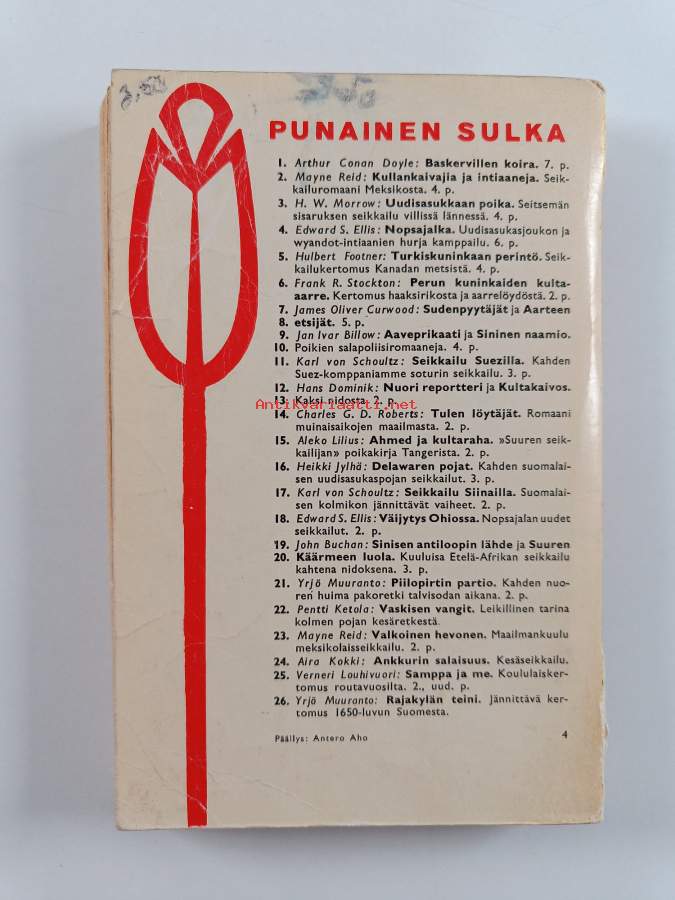 3.50
3.50
PUNAINEN SULKA
1. Arthur Conan Doyle: Baskervillen koira. 7. p.
2. Mayne Reid: Kullankaivajia ja intiaaneja. Seik-
kailuromaani Meksikosta. 4. p.
3. H. W. Morrow: Uudisasukkaan poika. Seitsemän
sisaruksen seikkailu villissä lännessä. 4. p.
4. Edward S. Ellis: Nopsajalka. Uudisasukasjoukon ja
wyandot-intiaanien hurja kamppailu. 6. p.
5. Hulbert Footner: Turkiskuninkaan perintö. Seik-
kailukertomus Kanadan metsistä. 4. p.
6. Frank R. Stockton: Perun kuninkaiden kulta-
aarre. Kertomus haaksirikosta ja aarrelöydöstä. 2. p.
7. James Oliver Curwood: Sudenpyytäjät ja Aarteen
8. etsijät. 5. p.
9. Jan Ivar Billow: Aaveprikaati ja Sininen naamio.
10. Poikien salapoliisiromaaneja. 4. p.
11. Karl von Schoultz: Seikkailu Suezilla. Kahden
Suez-komppaniamme soturin seikkailu. 3. p.
12. Hans Dominik: Nuori reportteri ja Kultakaivos.
13. Kaksi nidosta. 2. p.
Antikvariaatti.net
14. Charles G. D. Roberts: Tulen löytäjät. Romaani
muinaisaikojen maailmasta. 2. p.
15. Aleko Lilius: Ahmed ja kultaraha. »Suuren seik-
kailijan» poikakirja Tangerista. 2. p.
16. Heikki Jylhä: Delawaren pojat. Kahden suomalai-
sen uudisasukaspojan seikkailut. 3. p.
17. Karl von Schoultz: Seikkailu Siinailla. Suomalai-
sen kolmikon jännittävät vaiheet. 2. p.
18. Edward S. Ellis: Väijytys Ohiossa. Nopsajalan uudet
seikkailut. 2. p.
19. John Buchan: Sinisen antiloopin lähde ja Suuren
20. Käärmeen luola. Kuuluisa Etelä-Afrikan seikkailu
kahtena nidoksena. 3. p.
21. Yrjö Muuranto: Piilopirtin partio. Kahden nuo-
ren huima pakoretki talvisodan aikana. 2. p.
22. Pentti Ketola: Vaskisen vangit. Leikillinen tarina
kolmen pojan kesäretkestä.
23. Mayne Reid: Valkoinen hevonen. Maailmankuulu
meksikolaisseikkailu. 2. p.
24. Aira Kokki: Ankkurin salaisuus. Kesäseikkailu.
25. Verneri Louhivuori: Samppa ja me. Koululaisker-
tomus routavuosilta. 2., uud. p.
26. Yrjö Muuranto: Rajakylän teini. Jännittävä ker-
tomus 1650-luvun Suomesta.
Päällys: Antero Aho 4